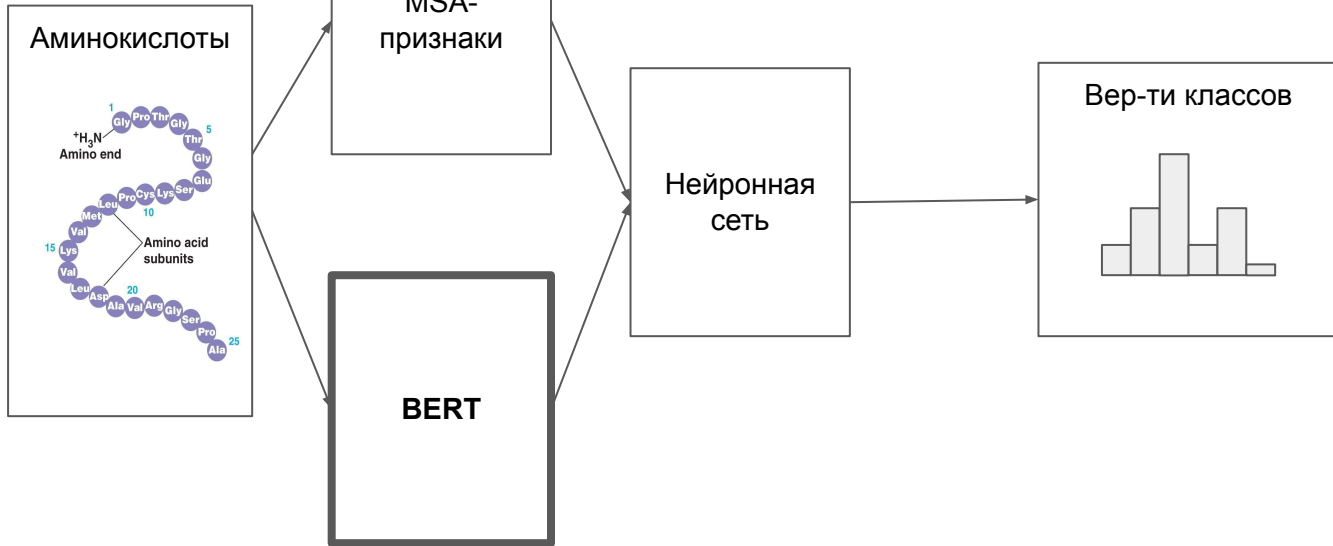 Аминокислоты
1
Gly Pro Thr Gly Thr Gly Glu Ser Lys Cys Pro Leu Met Val Lys Val Leu Asp Ala Val Arg Gly Ser Pro Ala
5
⁺H₃N
Amino end
10
15
Amino acid
subunits
20
25
MSA-
признаки
BERT
Нейронная
сеть
Вер-ти классов